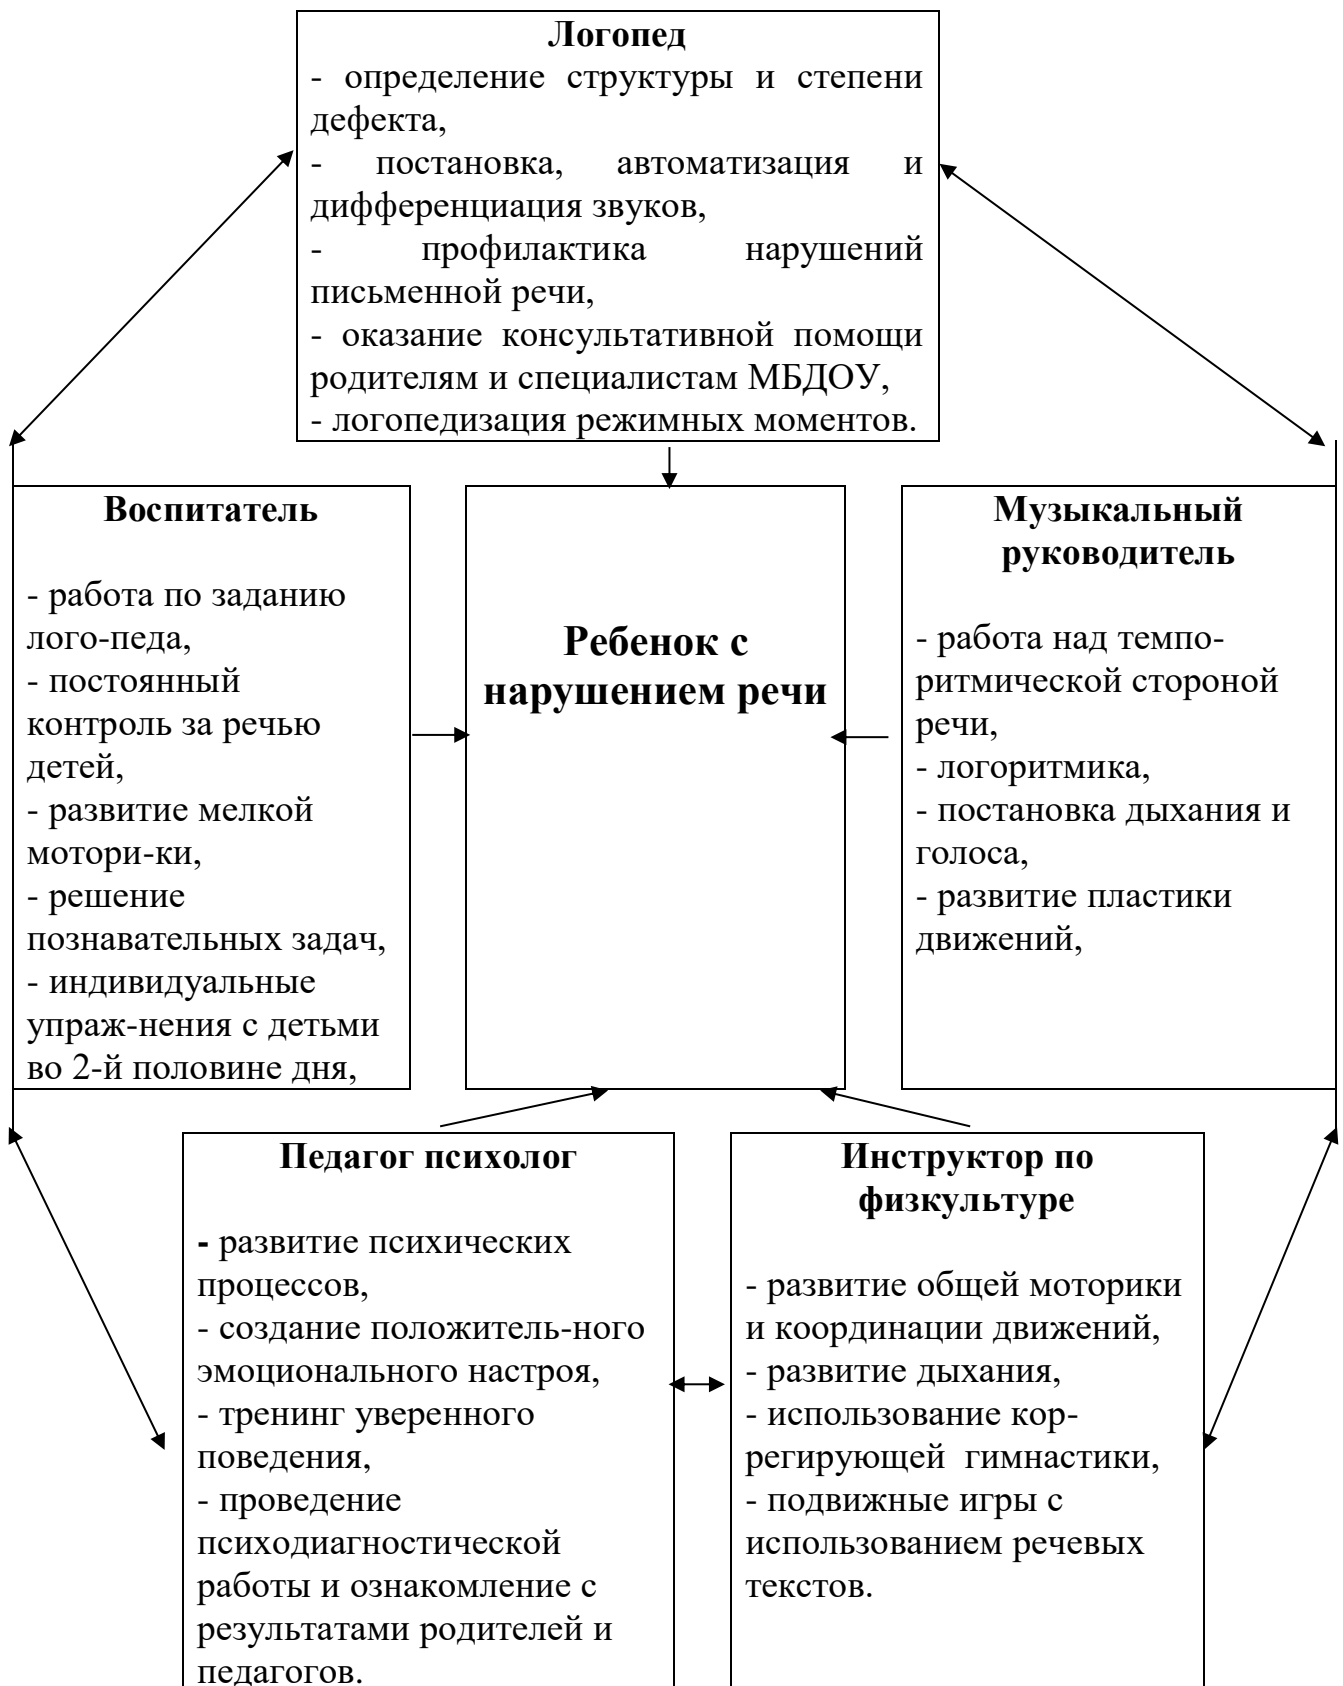 Логопед
- определение структуры и степени
дефекта,
- постановка, автоматизация и
дифференциация звуков,
- профилактика нарушений
письменной речи,
- оказание консультативной помощи
родителям и специалистам МБДОУ,
- логопедизация режимных моментов.
Воспитатель
- работа по заданию
лого-педа,
- постоянный
контроль за речью
детей,
- развитие мелкой
мотори-ки,
- решение
познавательных задач,
- индивидуальные
упраж-нения с детьми
во 2-й половине дня,
Ребенок с
нарушением речи
Музыкальный
руководитель
- работа над темпо-
ритмической стороной
речи,
- логоритмика,
- постановка дыхания и
голоса,
- развитие пластики
движений,
Педагог психолог
- развитие психических
процессов,
- создание положитель-ного
эмоционального настроя,
- тренинг уверенного
поведения,
- проведение
психодиагностической
работы и ознакомление с
результатами родителей и
педагогов.
Инструктор по
физкультуре
- развитие общей моторики
и координации движений,
- развитие дыхания,
- использование кор-
регирующей  гимнастики,
- подвижные игры с
использованием речевых
текстов.